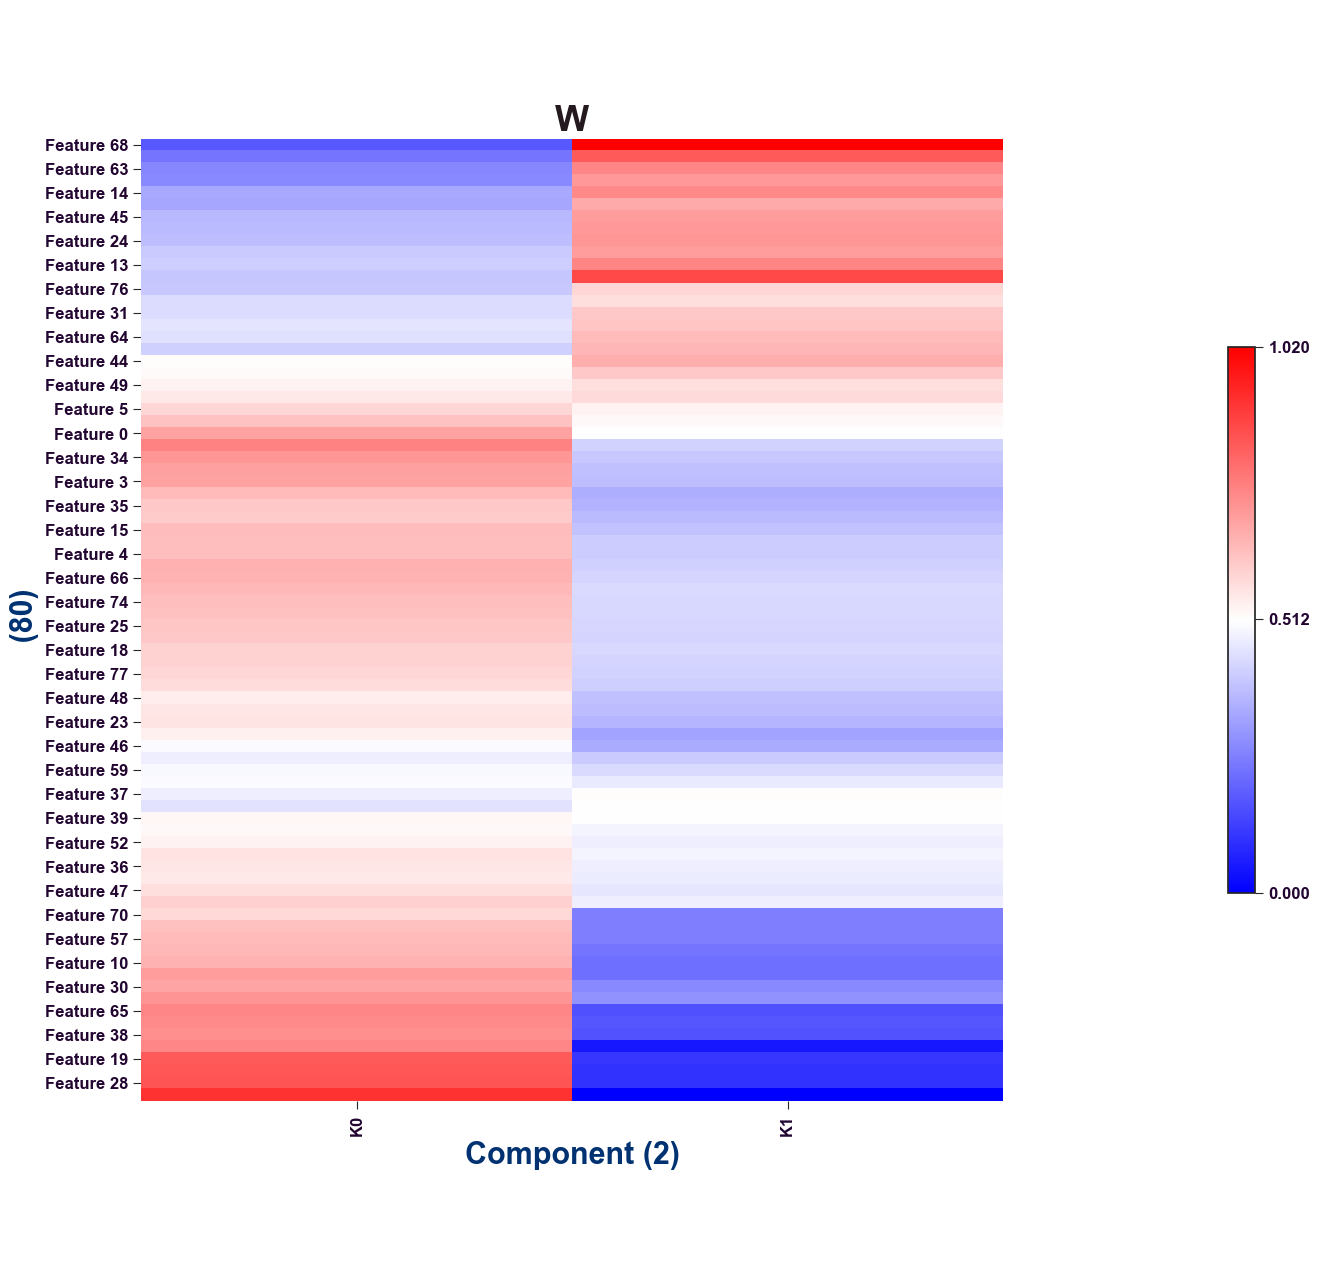 W
Feature 68
Feature 63
Feature 14
Feature 45
Feature 24
Feature 13
Feature 76
Feature 31
Feature 64
Feature 44
Feature 49
Feature 5
Feature 0
Feature 34
Feature 3
Feature 35
Feature 15
Feature 4
Feature 66
Feature 74
Feature 25
Feature 18
Feature 77
Feature 48
Feature 23
Feature 46
Feature 59
Feature 37
Feature 39
Feature 52
Feature 36
Feature 47
Feature 70
Feature 57
Feature 10
Feature 30
Feature 65
Feature 38
Feature 19
Feature 28
(80)
K0
K1
Component (2)
1.020
0.512
0.000